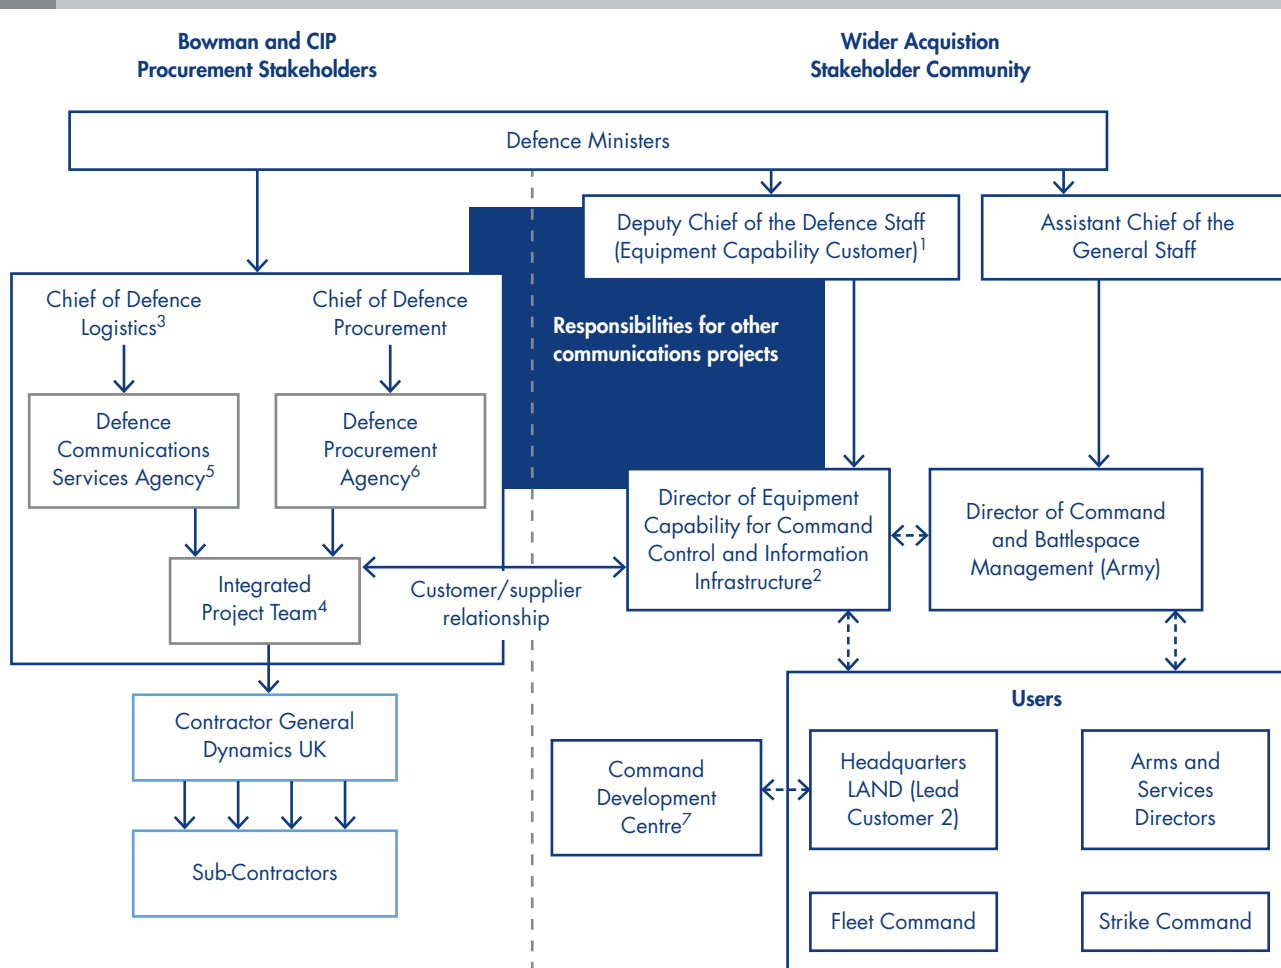 Bowman and CIP
Procurement Stakeholders
Wider Acquistion
Stakeholder Community
Defence Ministers
Deputy Chief of the Defence Staff
(Equipment Capability Customer)1
Assistant Chief of the
General Staff
Chief of Defence
Logistics3
Chief of Defence
Procurement
Responsibilities for other
communications projects
Defence
Communications
Services Agency5
Defence
Procurement
Agency6
Director of Equipment
Capability for Command
Control and Information
Infrastructure2
Director of Command
and Battlespace
Management (Army)
Integrated
Project Team4
Customer/supplier
relationship
Contractor General
Dynamics UK
Sub-Contractors
Users
Command
Development
Centre7
Headquarters
LAND (Lead
Customer 2)
Arms and
Services
Directors
Fleet Command
Strike Command